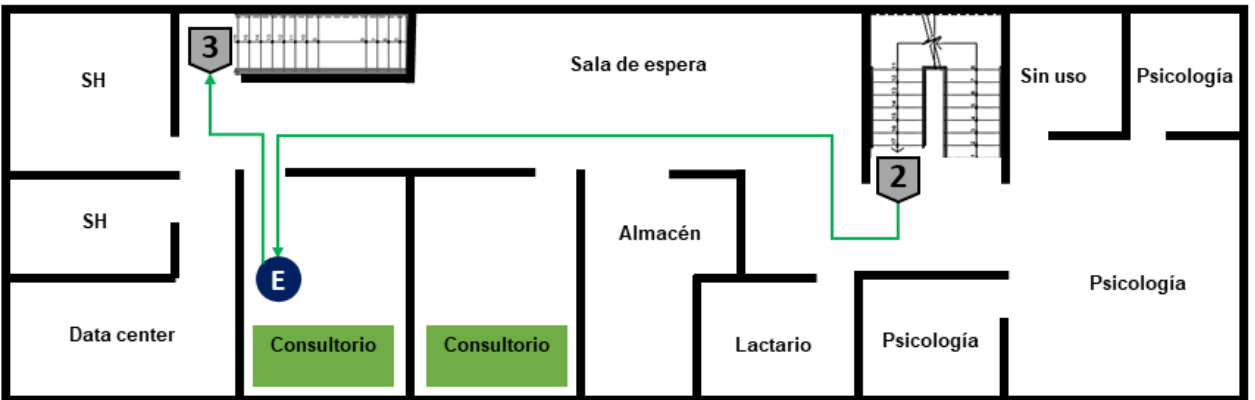 3
SH
Sala de espera
Sin uso
Psicología
2
SH
Almacén
E
Psicología
Data center
Consultorio
Consultorio
Lactario
Psicología